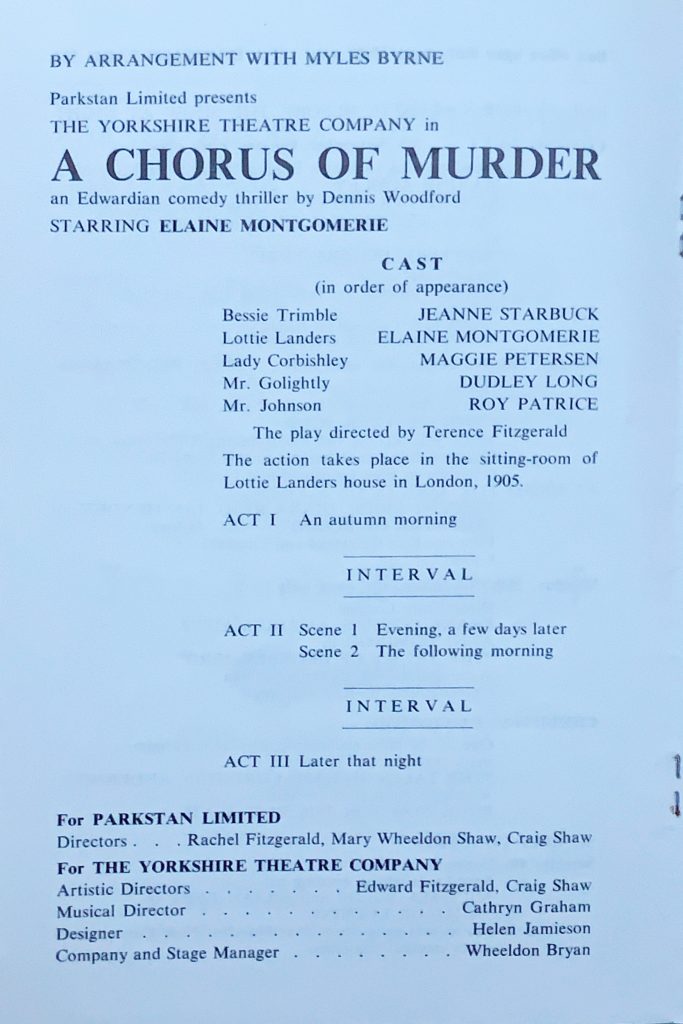 BY ARRANGEMENT WITH MYLES BYRNE
Parkstan Limited presents
THE YORKSHIRE THEATRE COMPANY in
A CHORUS OF MURDER
an Edwardian comedy thriller by Dennis Woodford
STARRING ELAINE MONTGOMERIE
CAST
(in order of appearance)
Bessie Trimble JEANNE STARBUCK
Lottie Landers ELAINE MONTGOMERIE
Lady Corbishley MAGGIE PETERSEN
Mr. Golightly DUDLEY LONG
Mr. Johnson ROY PATRICE
The play directed by Terence Fitzgerald
The action takes place in the sitting-room of
Lottie Landers house in London, 1905.
ACT I An autumn morning
INTERVAL
ACT II Scene 1 Evening, a few days later
Scene 2 The following morning
INTERVAL
ACT III Later that night
For PARKSTAN LIMITED
Directors . . . Rachel Fitzgerald, Mary Wheeldon Shaw, Craig Shaw
For THE YORKSHIRE THEATRE COMPANY
Artistic Directors . . . . . . . Edward Fitzgerald, Craig Shaw
Musical Director . . . . . . . . . . . . Cathryn Graham
Designer . . . . . . . . . . . . . . Helen Jamieson
Company and Stage Manager . . . . . . . . Wheeldon Bryan